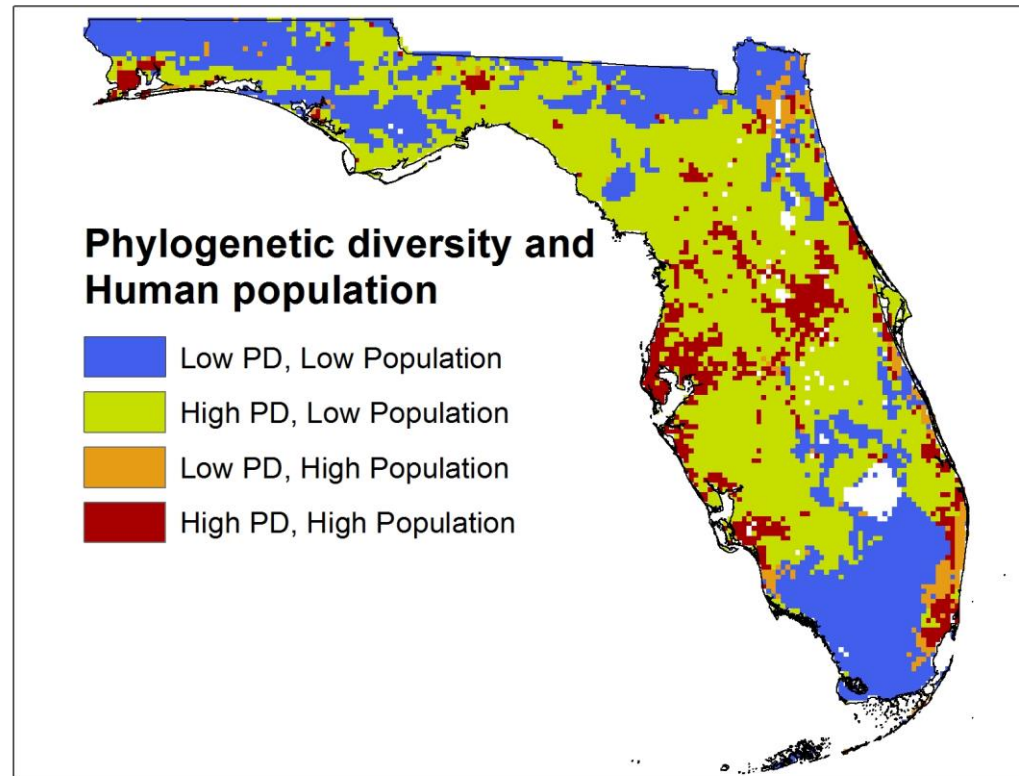 Phylogenetic diversity and
Human population
Low PD, Low Population
High PD, Low Population
Low PD, High Population
High PD, High Population